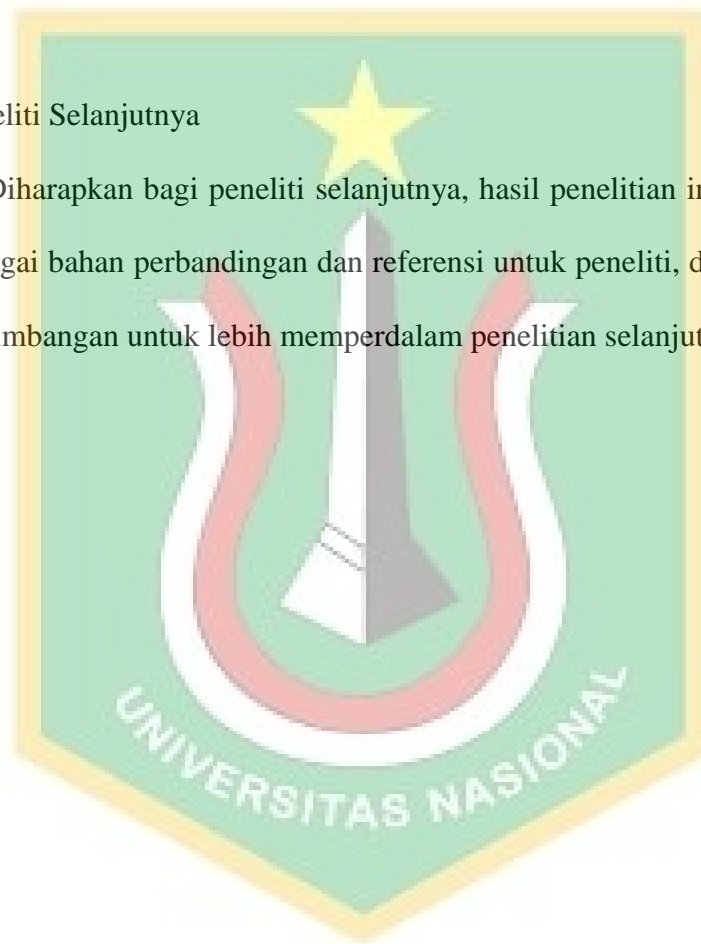 eliti Selanjutnya
Diharapkan bagi peneliti selanjutnya, hasil penelitian in
gai bahan perbandingan dan referensi untuk peneliti, d
imbangan untuk lebih memperdalam penelitian selanjut
UNIVERSITAS NASIONAL